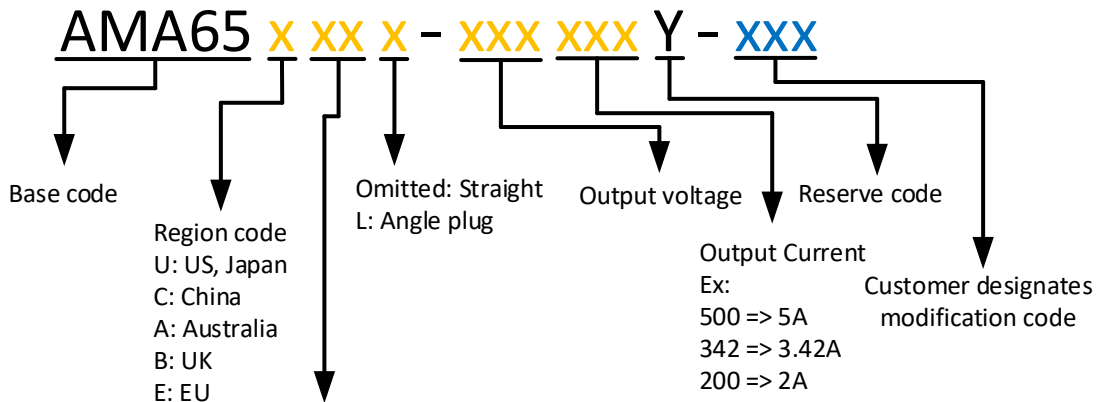 AMA65 x xx x - xxx xxx Y - xxx
Base code
Region code
U: US, Japan
C: China
A: Australia
B: UK
E: EU
Omitted: Straight
L: Angle plug
Output voltage
Output Current
Ex:
500 => 5A
342 => 3.42A
200 => 2A
Reserve code
Customer designates
modification code